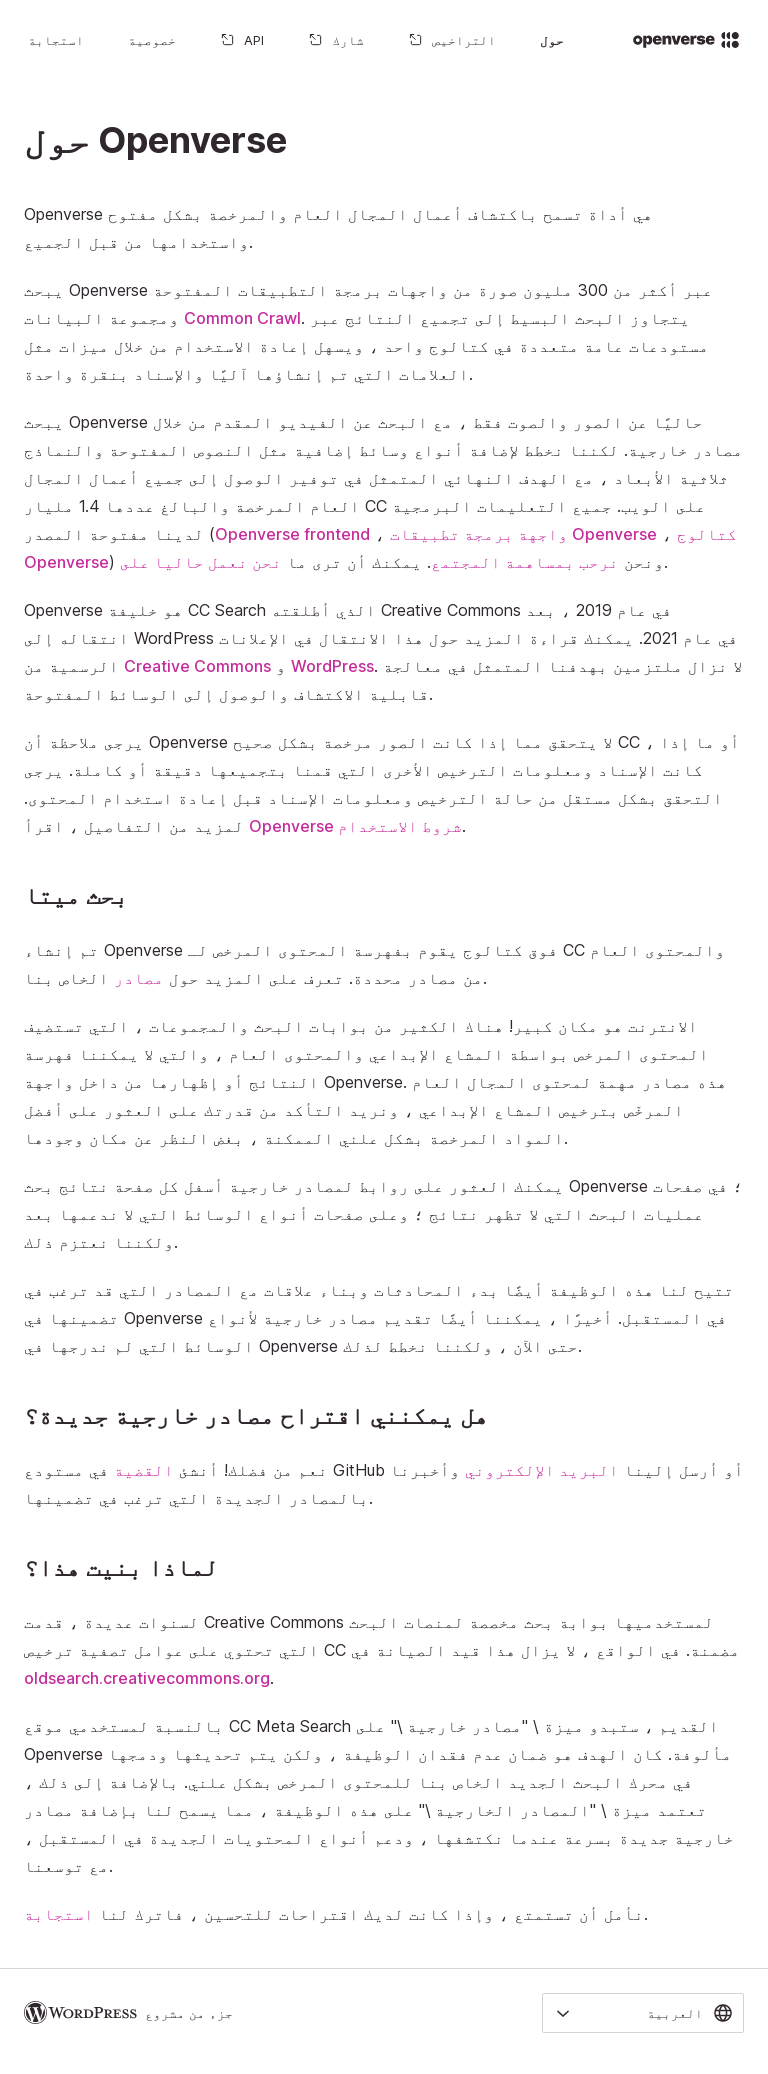 openverse
حول
التراخيص
شارك
API
خصوصية
استجابة
حول Openverse
Openverse هي أداة تسمح باكتشاف أعمال المجال العام والمرخصة بشكل مفتوح
واستخدامها من قبل الجميع.
يبحث Openverse عبر أكثر من 300 مليون صورة من واجهات برمجة التطبيقات المفتوحة
ومجموعة البيانات Common Crawl. يتجاوز البحث البسيط إلى تجميع النتائج عبر
مستودعات عامة متعددة في كتالوج واحد ، ويسهل إعادة الاستخدام من خلال ميزات مثل
العلامات التي تم إنشاؤها آليًا والإسناد بنقرة واحدة.
يبحث Openverse حاليًا عن الصور والصوت فقط ، مع البحث عن الفيديو المقدم من خلال
مصادر خارجية. لكننا نخطط لإضافة أنواع وسائط إضافية مثل النصوص المفتوحة والنماذج
ثلاثية الأبعاد ، مع الهدف النهائي المتمثل في توفير الوصول إلى جميع أعمال المجال
العام المرخصة والبالغ عددها 1.4 مليار CC على الويب. جميع التعليمات البرمجية
لدينا مفتوحة المصدر (Openverse frontend ، واجهة برمجة تطبيقات Openverse ، كتالوج
Openverse) ونحن نرحب بمساهمة المجتمع. يمكنك أن ترى ما نحن نعمل حاليا على.
Openverse هو خليفة CC Search الذي أطلقته Creative Commons في عام 2019 ، بعد
انتقاله إلى WordPress في عام 2021. يمكنك قراءة المزيد حول هذا الانتقال في الإعلانات
الرسمية من Creative Commons و WordPress. لا نزال ملتزمين بهدفنا المتمثل في معالجة
قابلية الاكتشاف والوصول إلى الوسائط المفتوحة.
يرجى ملاحظة أن Openverse لا يتحقق مما إذا كانت الصور مرخصة بشكل صحيح CC ، أو ما إذا
كانت الإسناد ومعلومات الترخيص الأخرى التي قمنا بتجميعها دقيقة أو كاملة. يرجى
التحقق بشكل مستقل من حالة الترخيص ومعلومات الإسناد قبل إعادة استخدام المحتوى.
لمزيد من التفاصيل ، اقرأ Openverse شروط الاستخدام.
بحث ميتا
تم إنشاء Openverse فوق كتالوج يقوم بفهرسة المحتوى المرخص لـ CC والمحتوى العام
من مصادر محددة. تعرف على المزيد حول مصادر الخاص بنا.
الانترنت هو مكان كبير! هناك الكثير من بوابات البحث والمجموعات ، التي تستضيف
المحتوى المرخص بواسطة المشاع الإبداعي والمحتوى العام ، والتي لا يمكننا فهرسة
النتائج أو إظهارها من داخل واجهة Openverse. هذه مصادر مهمة لمحتوى المجال العام
المرخّص بترخيص المشاع الإبداعي ، ونريد التأكد من قدرتك على العثور على أفضل
المواد المرخصة بشكل علني الممكنة ، بغض النظر عن مكان وجودها.
يمكنك العثور على روابط لمصادر خارجية أسفل كل صفحة نتائج بحث Openverse ؛ في صفحات
عمليات البحث التي لا تظهر نتائج ؛ وعلى صفحات أنواع الوسائط التي لا ندعمها بعد
ولكننا نعتزم ذلك.
تتيح لنا هذه الوظيفة أيضًا بدء المحادثات وبناء علاقات مع المصادر التي قد ترغب في
تضمينها في Openverse في المستقبل. أخيرًا ، يمكننا أيضًا تقديم مصادر خارجية لأنواع
الوسائط التي لم ندرجها في Openverse حتى الآن ، ولكننا نخطط لذلك.
هل يمكنني اقتراح مصادر خارجية جديدة؟
نعم من فضلك! أنشئ القضية في مستودع GitHub أو أرسل إلينا البريد الإلكتروني وأخبرنا
بالمصادر الجديدة التي ترغب في تضمينها.
لماذا بنيت هذا؟
لسنوات عديدة ، قدمت Creative Commons لمستخدميها بوابة بحث مخصصة لمنصات البحث
التي تحتوي على عوامل تصفية ترخيص CC مضمنة. في الواقع ، لا يزال هذا قيد الصيانة في
oldsearch.creativecommons.org.
بالنسبة لمستخدمي موقع CC Meta Search القديم ، ستبدو ميزة \ "مصادر خارجية \" على
Openverse مألوفة. كان الهدف هو ضمان عدم فقدان الوظيفة ، ولكن يتم تحديثها ودمجها
في محرك البحث الجديد الخاص بنا للمحتوى المرخص بشكل علني. بالإضافة إلى ذلك ،
تعتمد ميزة \ "المصادر الخارجية \" على هذه الوظيفة ، مما يسمح لنا بإضافة مصادر
خارجية جديدة بسرعة عندما نكتشفها ، ودعم أنواع المحتويات الجديدة في المستقبل ،
مع توسعنا.
نأمل أن تستمتع ، وإذا كانت لديك اقتراحات للتحسين ، فاترك لنا استجابة.
العربية
جزء من مشروع WORDPRESS